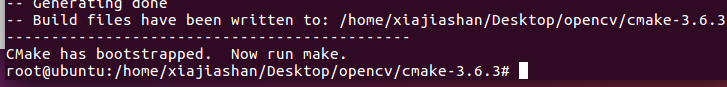 -- Generating done
-- Build files have been written to: /home/xiajiashan/Desktop/opencv/cmake-3.6.3
---------------------------------------------
CMake has bootstrapped.  Now run make.
root@ubuntu:/home/xiajiashan/Desktop/opencv/cmake-3.6.3#